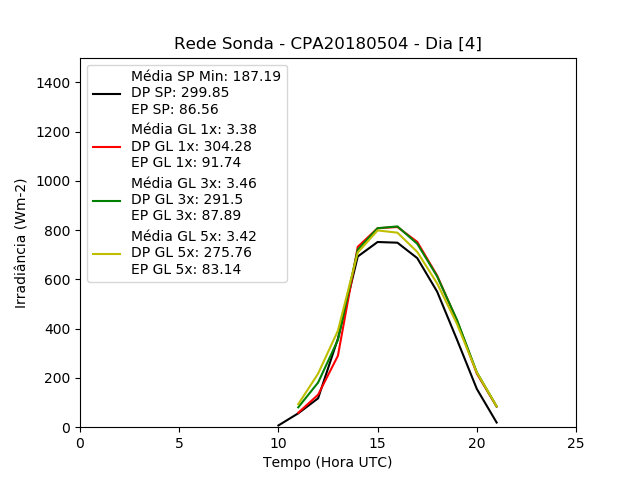 Rede Sonda - CPA20180504 - Dia [4]
Média SP Min: 187.19
DP SP: 299.85
EP SP: 86.56
Média GL 1x: 3.38
DP GL 1x: 304.28
EP GL 1x: 91.74
Média GL 3x: 3.46
DP GL 3x: 291.5
EP GL 3x: 87.89
Média GL 5x: 3.42
DP GL 5x: 275.76
EP GL 5x: 83.14
Irradiância (Wm-2)
1400
1200
1000
800
600
400
200
0
0 5 10 15 20 25
Tempo (Hora UTC)